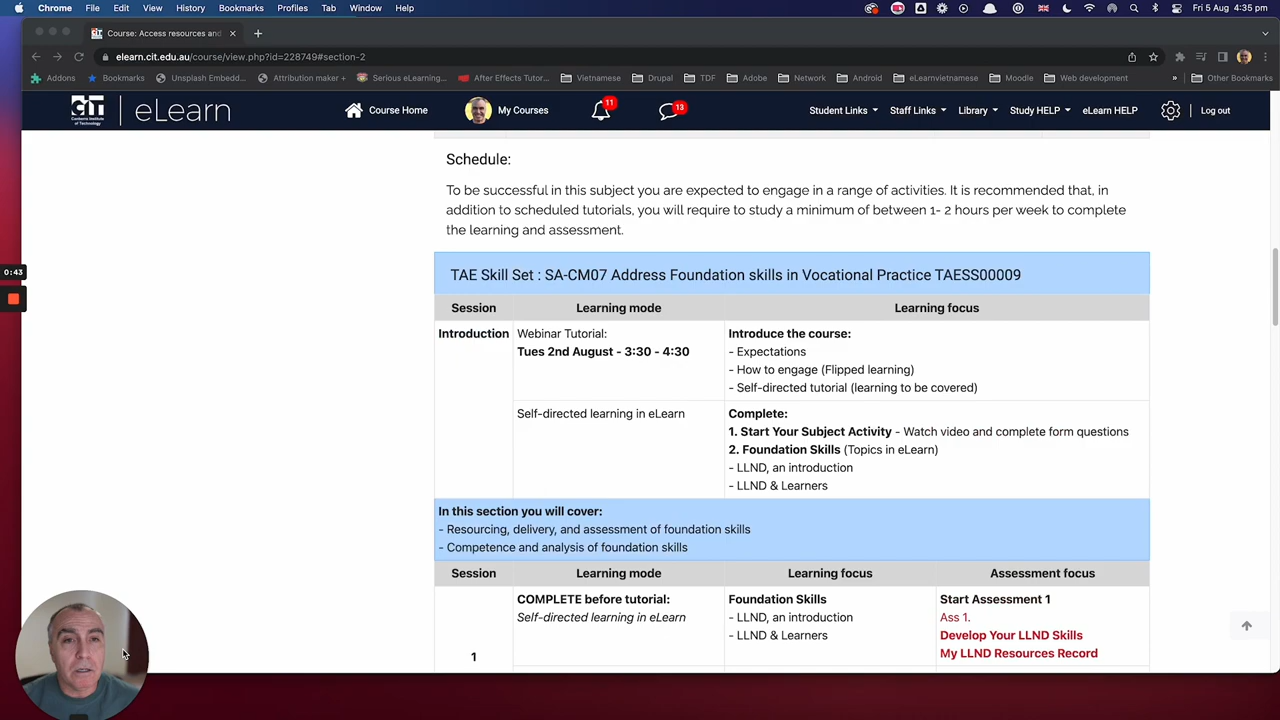 Chrome File Edit View History Bookmarks Profiles Tab Window Help Fri 5 Aug 4:35 pm
Course: Access resources and
elearn.cit.edu.au/course/view.php?id=228749#section-2
Addons Bookmarks Unsplash Embedd... Attribution maker + Serious eLearning... After Effects Tutor... Vietnamese Drupal TDF Adobe Network Android eLearnvietnamese Moodle Web development » Other Bookmarks
CIT eLearn Course Home My Courses 11 13 Student Links Staff Links Library Study HELP eLearn HELP Log out
Canberra Institute of Technology
Schedule:
To be successful in this subject you are expected to engage in a range of activities. It is recommended that, in
addition to scheduled tutorials, you will require to study a minimum of between 1- 2 hours per week to complete
the learning and assessment.
0:43
TAE Skill Set : SA-CM07 Address Foundation skills in Vocational Practice TAESS00009
Session Learning mode Learning focus
Introduction Webinar Tutorial: Introduce the course:
Tues 2nd August - 3:30 - 4:30 - Expectations
- How to engage (Flipped learning)
- Self-directed tutorial (learning to be covered)
Self-directed learning in eLearn Complete:
1. Start Your Subject Activity - Watch video and complete form questions
2. Foundation Skills (Topics in eLearn)
- LLND, an introduction
- LLND & Learners
In this section you will cover:
- Resourcing, delivery, and assessment of foundation skills
- Competence and analysis of foundation skills
Session Learning mode Learning focus Assessment focus
COMPLETE before tutorial: Foundation Skills Start Assessment 1
Self-directed learning in eLearn - LLND, an introduction Ass 1.
- LLND & Learners Develop Your LLND Skills
1 My LLND Resources Record